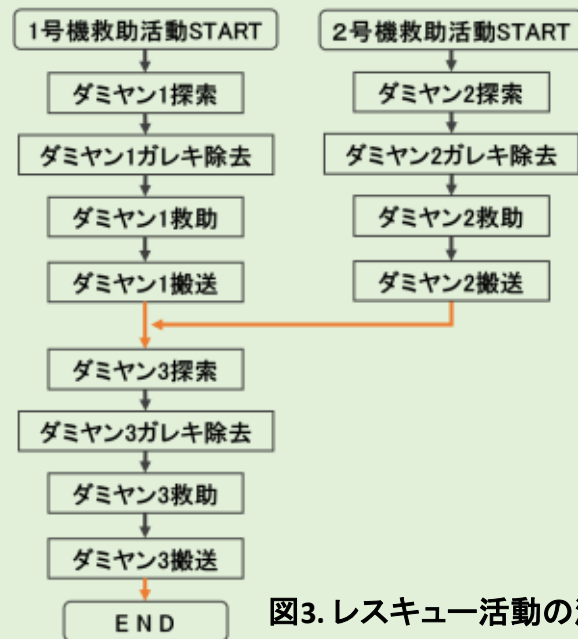 1号機救助活動START
ダミヤン1探索
ダミヤン1ガレキ除去
ダミヤン1救助
ダミヤン1搬送
2号機救助活動START
ダミヤン2探索
ダミヤン2ガレキ除去
ダミヤン2救助
ダミヤン2搬送
ダミヤン3探索
ダミヤン3ガレキ除去
ダミヤン3救助
ダミヤン3搬送
END
図3. レスキュー活動の